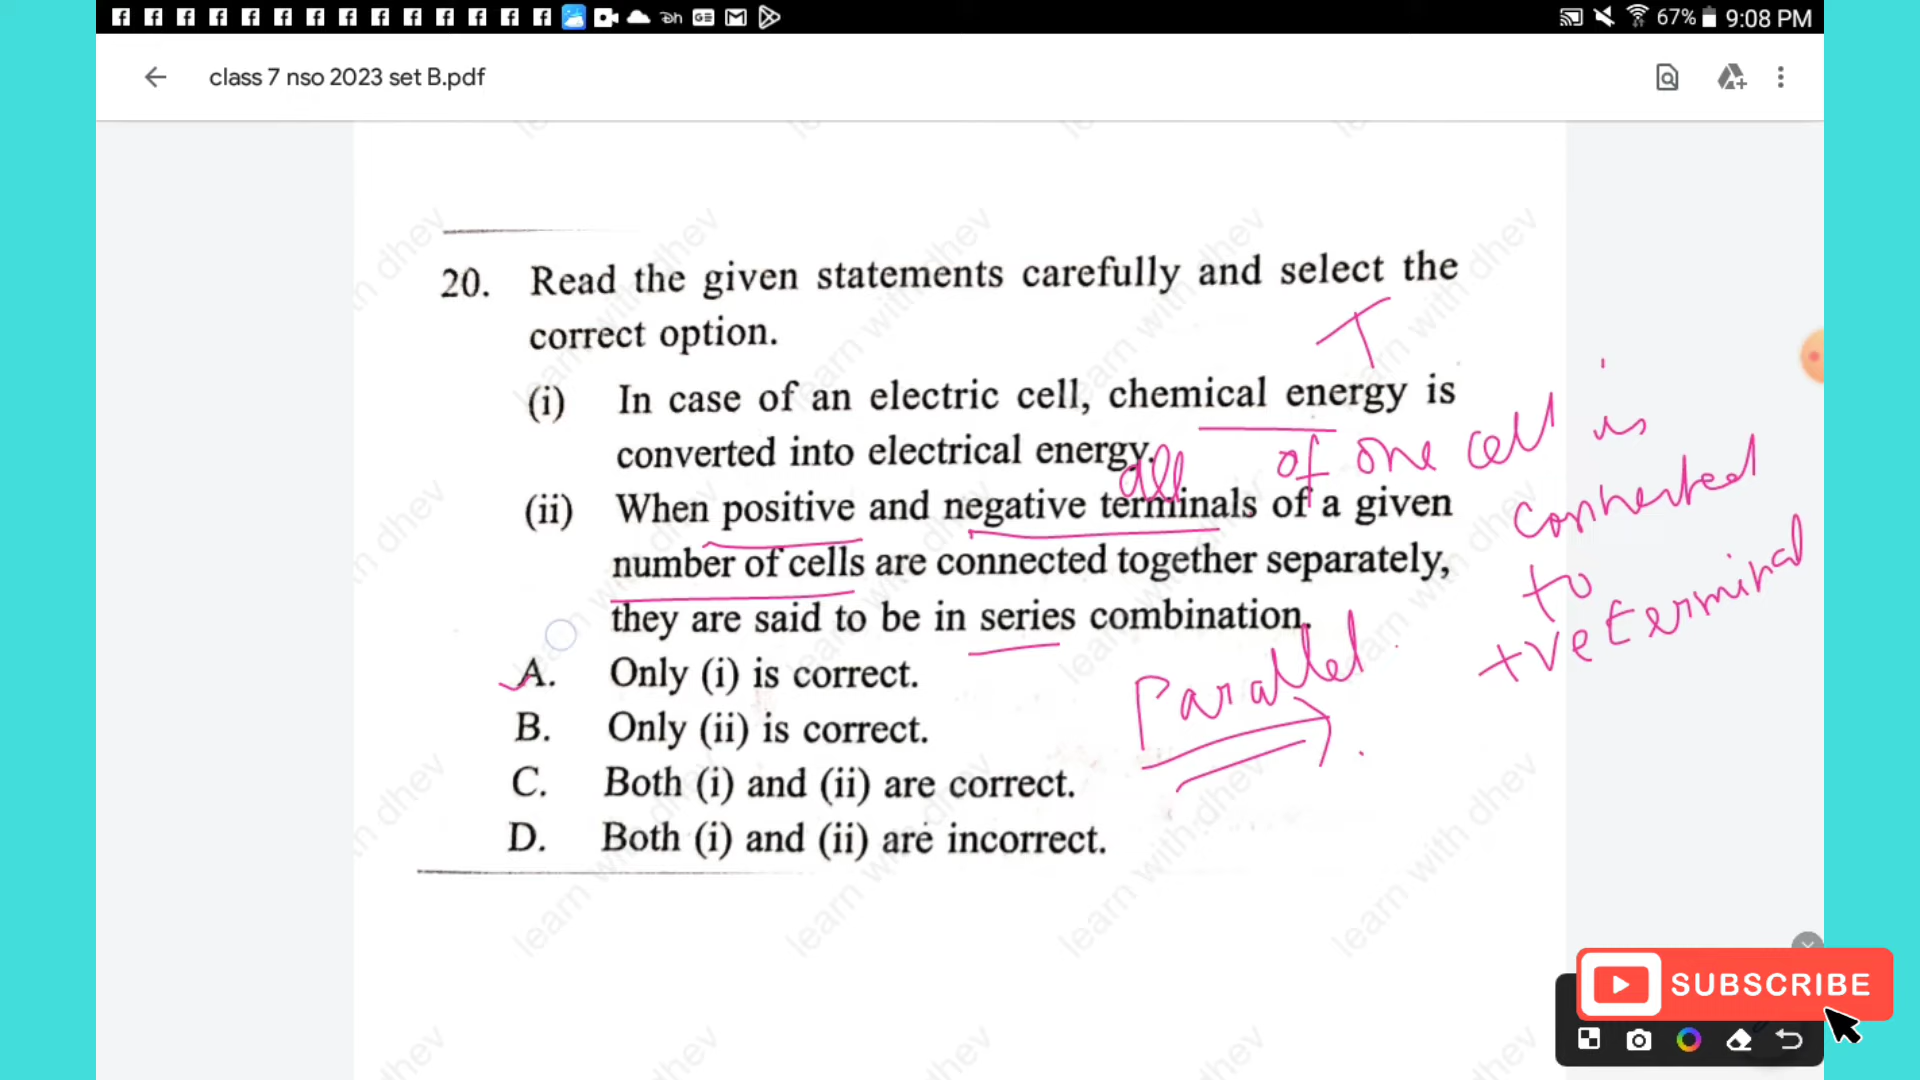 67% 9:08 PM
class 7 nso 2023 set B.pdf
20. Read the given statements carefully and select the
correct option.
T
(i) In case of an electric cell, chemical energy is
converted into electrical energy.
all of one cell is
connected
to
+ve terminal
(ii) When positive and negative terminals of a given
number of cells are connected together separately,
they are said to be in series combination.
Parallel
A. Only (i) is correct.
B. Only (ii) is correct.
C. Both (i) and (ii) are correct.
D. Both (i) and (ii) are incorrect.
learn with dhev
SUBSCRIBE